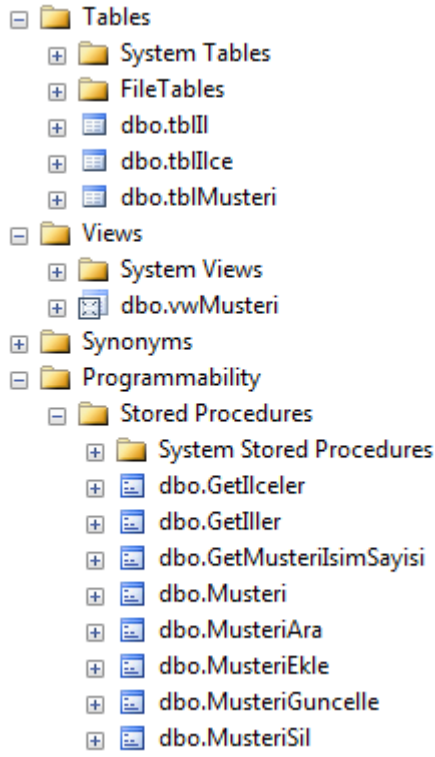 Tables
System Tables
FileTables
dbo.tblIl
dbo.tblIlce
dbo.tblMusteri
Views
System Views
dbo.vwMusteri
Synonyms
Programmability
Stored Procedures
System Stored Procedures
dbo.GetIlceler
dbo.GetIller
dbo.GetMusteriIsimSayisi
dbo.Musteri
dbo.MusteriAra
dbo.MusteriEkle
dbo.MusteriGuncelle
dbo.MusteriSil